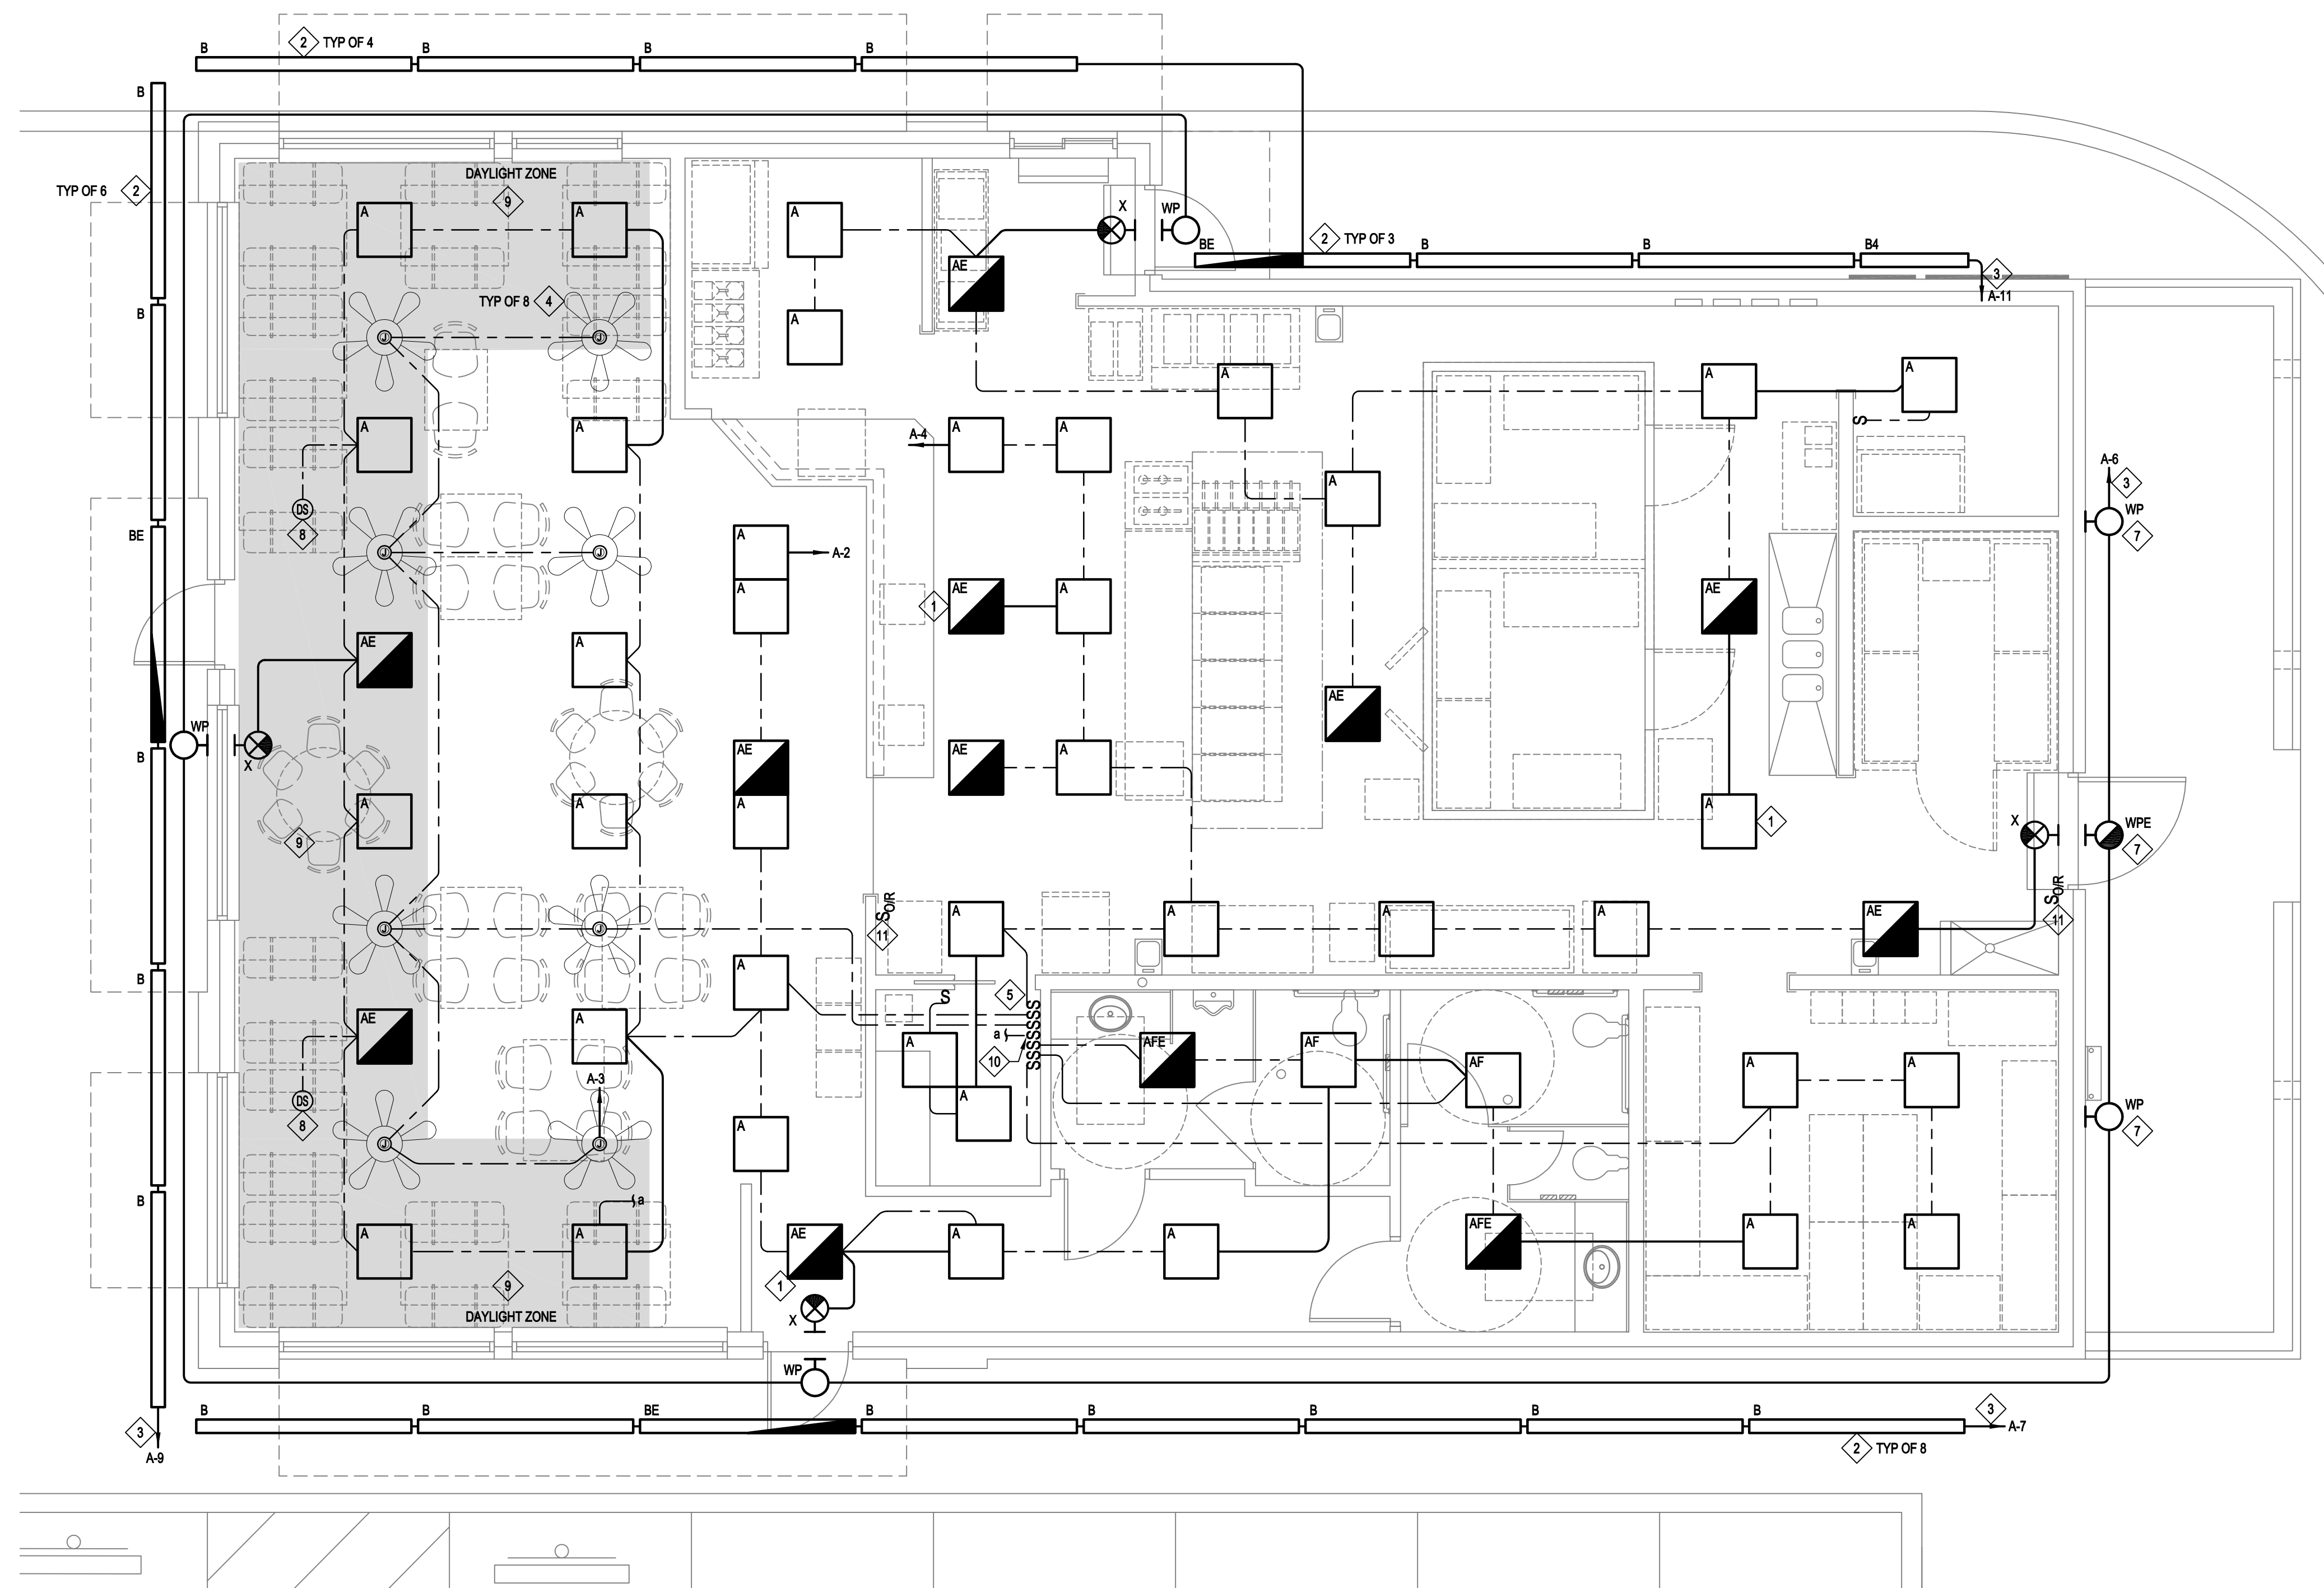 B
2 TYP OF 4
B
B
B
B
TYP OF 6 2
DAYLIGHT ZONE
9
A
A
A
X
WP
BE
2 TYP OF 3
B
B
B4
3
A-11
AE
B
TYP OF 8 4
J
J
A
A
A
A
A
A
A-4
A
A
S
A-6
3
WP
7
DS
8
A
BE
J
J
A
A-2
A
AE
1
A
AE
AE
A
AE
WP
X
B
AE
AE
A
A
A
A
A
1
9
X
WPE
7
S O/R
11
A
A
A
A
AE
S O/R
11
J
J
B
A
S
5
SSSSSSS
a
10
AE
A
A
A
AFE
AF
AF
A
A
A-3
DS
8
WP
7
J
J
A
B
a
A
A
AE
1
A
A
AFE
A
A
9
DAYLIGHT ZONE
X
WP
3
A-9
B
B
BE
B
B
B
B
B
3
A-7
2 TYP OF 8